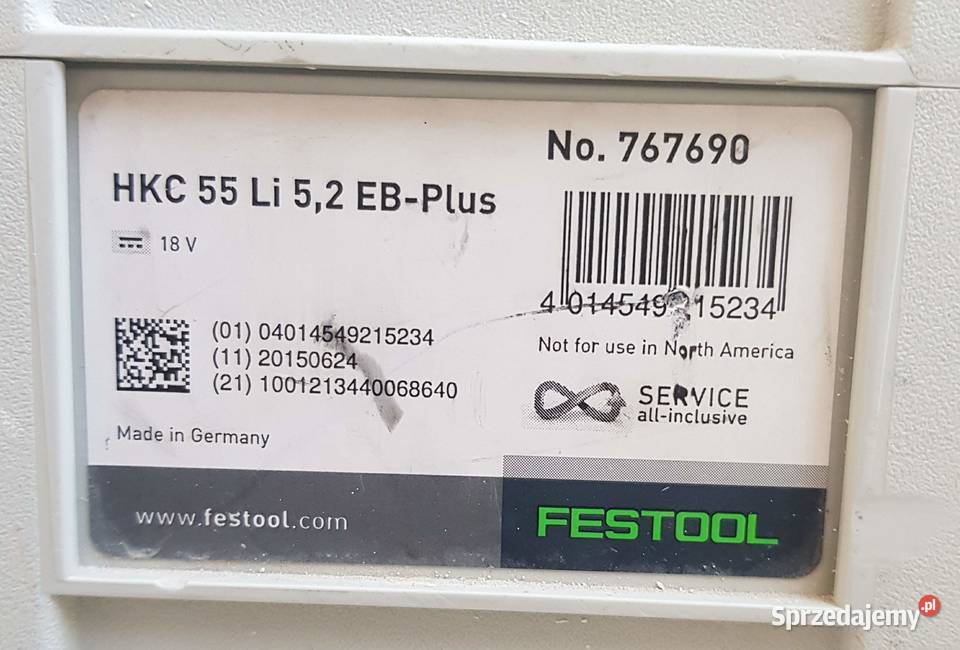 No. 767690
HKC 55 Li 5,2 EB-Plus
18 V
4 014549 215234
(01) 04014549215234
(11) 20150624
(21) 1001213440068640
Not for use in North America
SERVICE
all-inclusive
Made in Germany
www.festool.com
FESTOOL
Sprzedajemy.pl